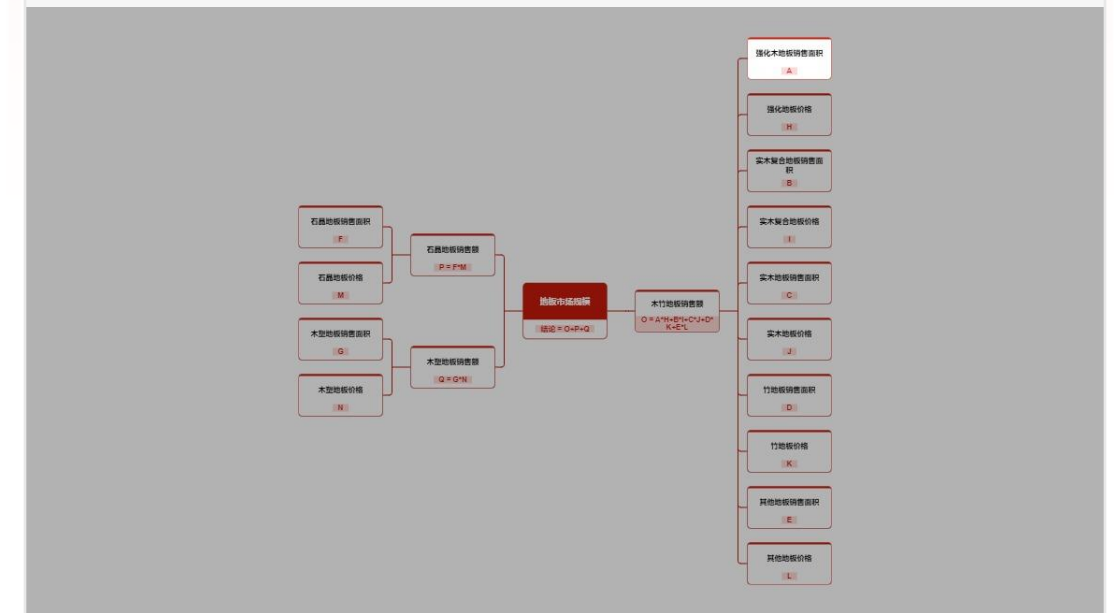 强化木地板销售面积
A
强化地板价格
H
实木复合地板销售面
积
B
实木复合地板价格
I
实木地板销售面积
C
实木地板价格
J
竹地板销售面积
D
竹地板价格
K
其他地板销售面积
E
其他地板价格
L
木竹地板销售额
O = A*H+B*I+C*J+D*
K+E*L
地板市场规模
结论 = O+P+Q
石晶地板销售额
P = F*M
石晶地板销售面积
F
石晶地板价格
M
木塑地板销售额
Q = G*N
木塑地板销售面积
G
木塑地板价格
N